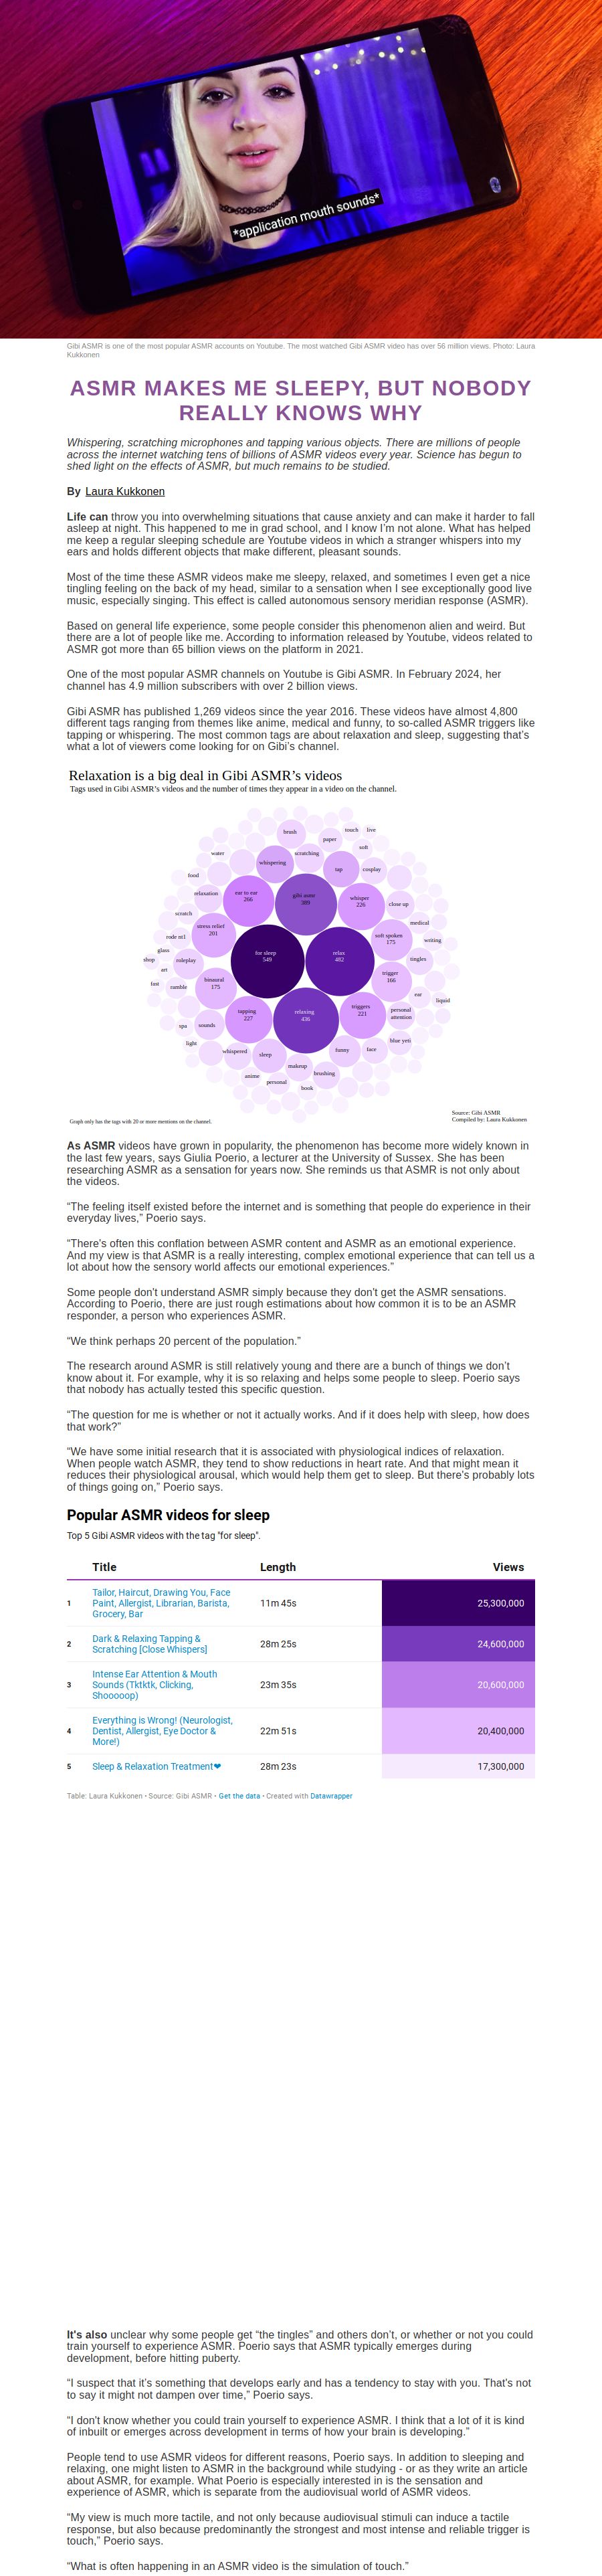 *application mouth sounds*
Gibi ASMR is one of the most popular ASMR accounts on Youtube. The most watched Gibi ASMR video has over 56 million views. Photo: Laura
Kukkonen
ASMR MAKES ME SLEEPY, BUT NOBODY
REALLY KNOWS WHY
Whispering, scratching microphones and tapping various objects. There are millions of people
across the internet watching tens of billions of ASMR videos every year. Science has begun to
shed light on the effects of ASMR, but much remains to be studied.
By Laura Kukkonen
Life can throw you into overwhelming situations that cause anxiety and can make it harder to fall
asleep at night. This happened to me in grad school, and I know I'm not alone. What has helped
me keep a regular sleeping schedule are Youtube videos in which a stranger whispers into my
ears and holds different objects that make different, pleasant sounds.
Most of the time these ASMR videos make me sleepy, relaxed, and sometimes I even get a nice
tingling feeling on the back of my head, similar to a sensation when I see exceptionally good live
music, especially singing. This effect is called autonomous sensory meridian response (ASMR).
Based on general life experience, some people consider this phenomenon alien and weird. But
there are a lot of people like me. According to information released by Youtube, videos related to
ASMR got more than 65 billion views on the platform in 2021.
One of the most popular ASMR channels on Youtube is Gibi ASMR. In February 2024, her
channel has 4.9 million subscribers with over 2 billion views.
Gibi ASMR has published 1,269 videos since the year 2016. These videos have almost 4,800
different tags ranging from themes like anime, medical and funny, to so-called ASMR triggers like
tapping or whispering. The most common tags are about relaxation and sleep, suggesting that's
what a lot of viewers come looking for on Gibi's channel.
Relaxation is a big deal in Gibi ASMR's videos
Tags used in Gibi ASMR's videos and the number of times they appear in a video on the channel.
brush
touch
live
paper
soft
water
scratching
whispering
tap
cosplay
food
relaxation
ear to ear
266
gibi asmr
389
whisper
226
close up
scratch
medical
stress relief
201
rode nt1
soft spoken
175
writing
glass
for sleep
549
relax
482
shop
roleplay
tingles
art
trigger
166
fast
rumble
binaural
175
ear
liquid
tapping
227
relaxing
436
triggers
221
personal
attention
spa
sounds
light
blue yeti
whispered
sleep
funny
face
makeup
anime
brushing
personal
book
Graph only has the tags with 20 or more mentions on the channel.
Source: Gibi ASMR
Compiled by: Laura Kukkonen
As ASMR videos have grown in popularity, the phenomenon has become more widely known in
the last few years, says Giulia Poerio, a lecturer at the University of Sussex. She has been
researching ASMR as a sensation for years now. She reminds us that ASMR is not only about
the videos.
“The feeling itself existed before the internet and is something that people do experience in their
everyday lives,” Poerio says.
“There's often this conflation between ASMR content and ASMR as an emotional experience.
And my view is that ASMR is a really interesting, complex emotional experience that can tell us a
lot about how the sensory world affects our emotional experiences.”
Some people don't understand ASMR simply because they don't get the ASMR sensations.
According to Poerio, there are just rough estimations about how common it is to be an ASMR
responder, a person who experiences ASMR.
“We think perhaps 20 percent of the population.”
The research around ASMR is still relatively young and there are a bunch of things we don't
know about it. For example, why it is so relaxing and helps some people to sleep. Poerio says
that nobody has actually tested this specific question.
“The question for me is whether or not it actually works. And if it does help with sleep, how does
that work?”
“We have some initial research that it is associated with physiological indices of relaxation.
When people watch ASMR, they tend to show reductions in heart rate. And that might mean it
reduces their physiological arousal, which would help them get to sleep. But there's probably lots
of things going on,” Poerio says.
Popular ASMR videos for sleep
Top 5 Gibi ASMR videos with the tag "for sleep".
Title Length Views
1 Tailor, Haircut, Drawing You, Face
Paint, Allergist, Librarian, Barista,
Grocery, Bar 11m 45s 25,300,000
2 Dark & Relaxing Tapping &
Scratching [Close Whispers] 28m 25s 24,600,000
3 Intense Ear Attention & Mouth
Sounds (Tktktk, Clicking,
Shooooop) 23m 35s 20,600,000
4 Everything is Wrong! (Neurologist,
Dentist, Allergist, Eye Doctor &
More!) 22m 51s 20,400,000
5 Sleep & Relaxation Treatment❤ 28m 23s 17,300,000
Table: Laura Kukkonen • Source: Gibi ASMR • Get the data • Created with Datawrapper
It's also unclear why some people get “the tingles” and others don't, or whether or not you could
train yourself to experience ASMR. Poerio says that ASMR typically emerges during
development, before hitting puberty.
“I suspect that it's something that develops early and has a tendency to stay with you. That's not
to say it might not dampen over time,” Poerio says.
“I don't know whether you could train yourself to experience ASMR. I think that a lot of it is kind
of inbuilt or emerges across development in terms of how your brain is developing.”
People tend to use ASMR videos for different reasons, Poerio says. In addition to sleeping and
relaxing, one might listen to ASMR in the background while studying - or as they write an article
about ASMR, for example. What Poerio is especially interested in is the sensation and
experience of ASMR, which is separate from the audiovisual world of ASMR videos.
“My view is much more tactile, and not only because audiovisual stimuli can induce a tactile
response, but also because predominantly the strongest and most intense and reliable trigger is
touch,” Poerio says.
“What is often happening in an ASMR video is the simulation of touch.”